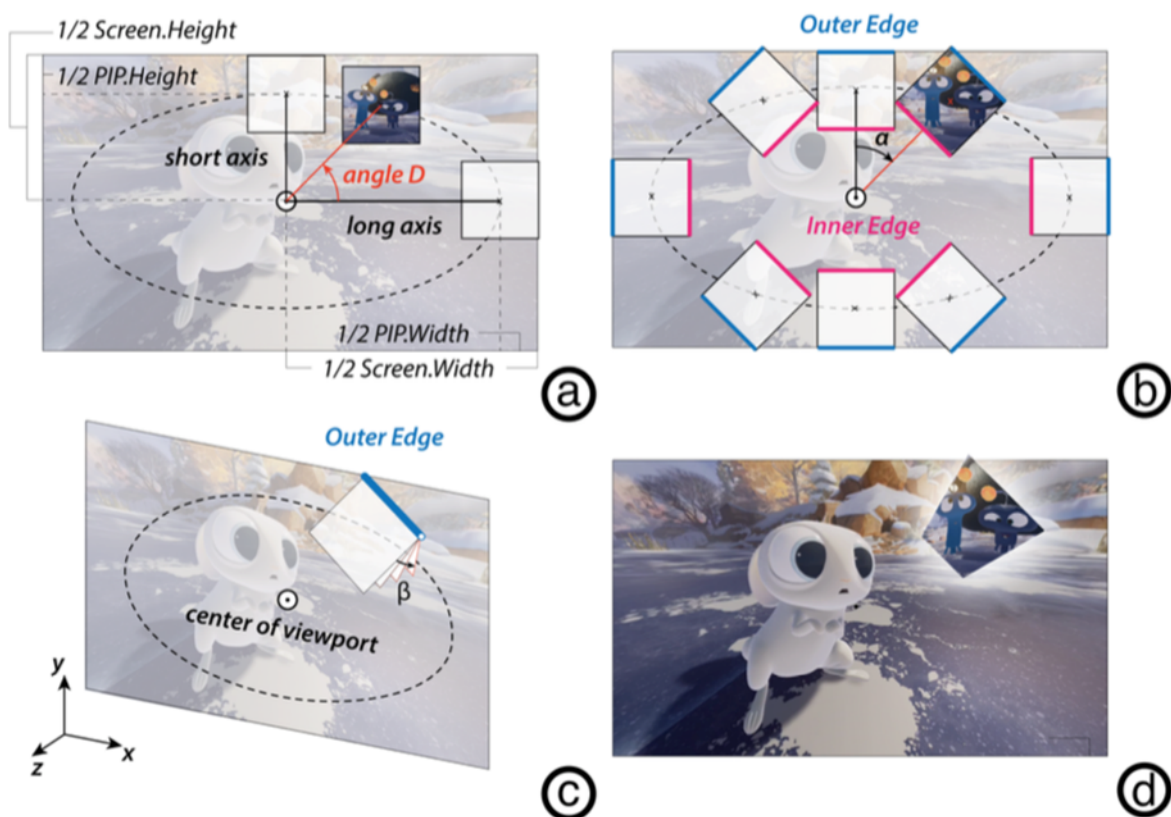 1/2 Screen.Height
1/2 PIP.Height
short axis
angle D
long axis
1/2 PIP.Width
1/2 Screen.Width
a
Outer Edge
α
Inner Edge
b
Outer Edge
β
center of viewport
y
x
z
c
d